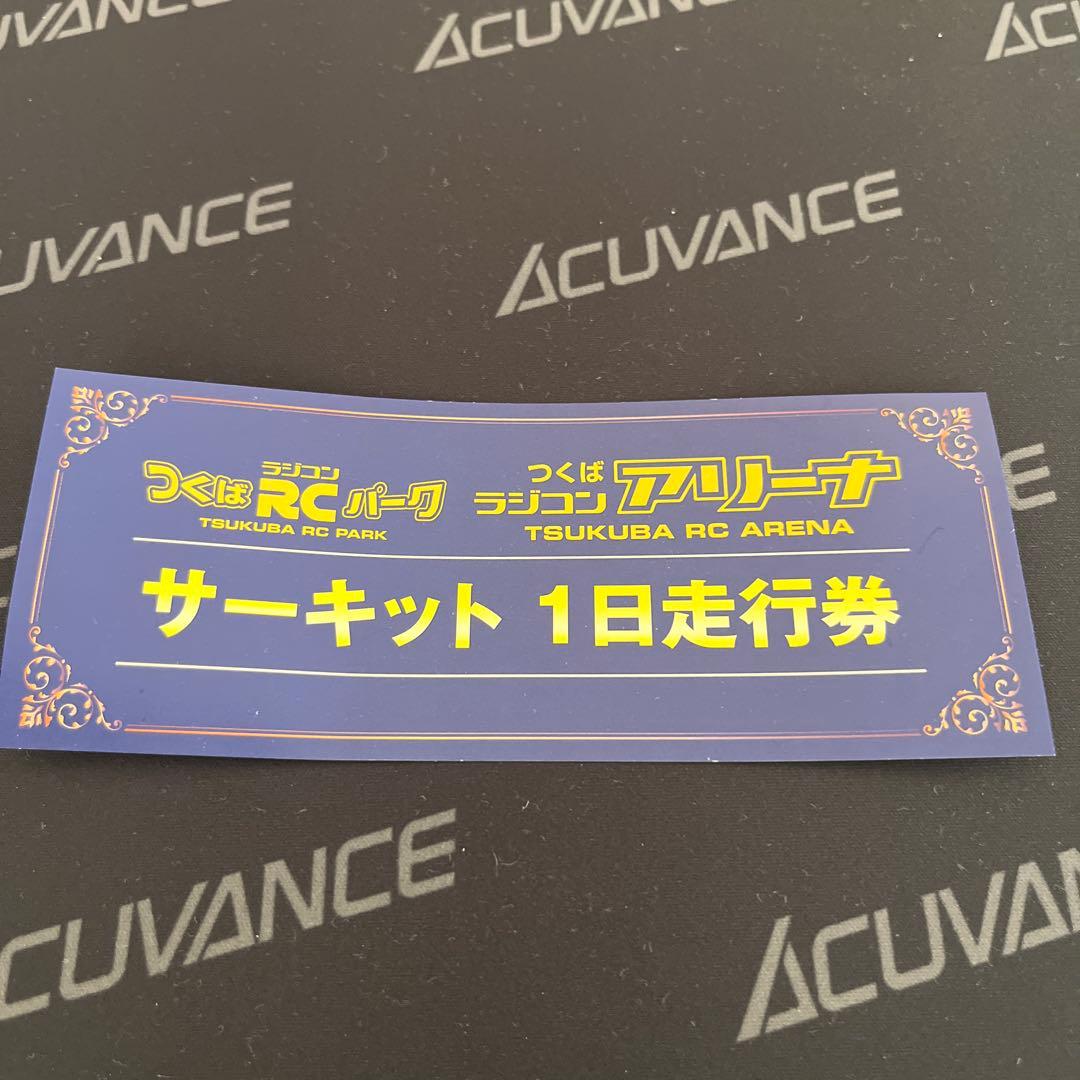 ACUVANCE
ACUVANCE
ACUVANCE
ラジコン
つくばRCパーク
TSUKUBA RC PARK
つくば
ラジコン アリーナ
TSUKUBA RC ARENA
サーキット 1日走行券
ACUVANCE